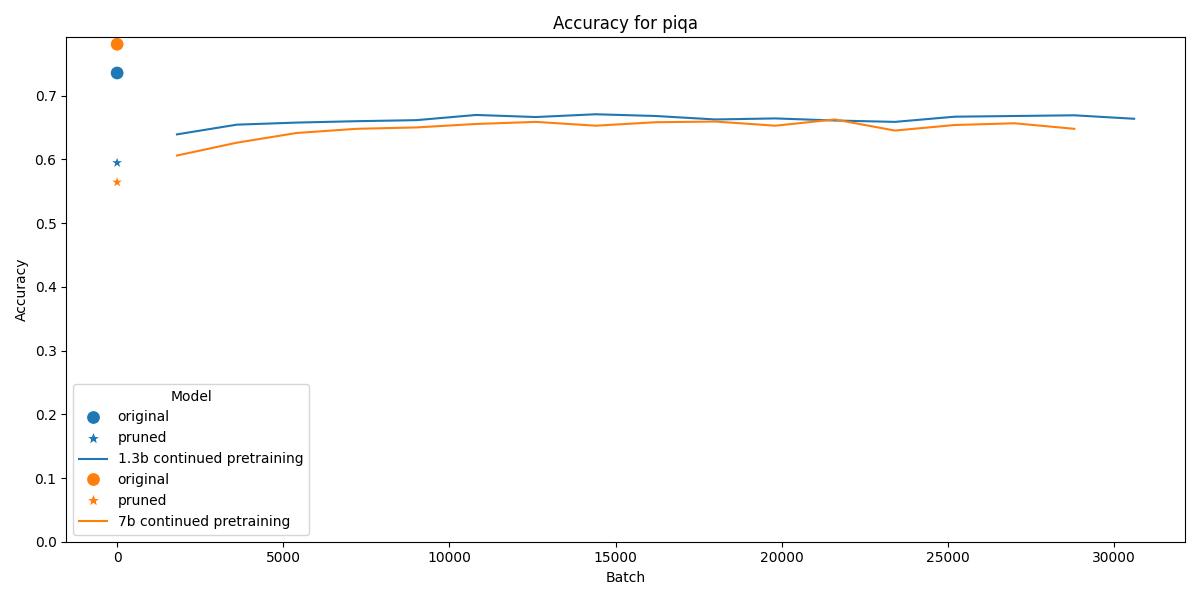 Accuracy for piqa
0.7
0.6
0.5
0.4
0.3
0.2
0.1
0.0
Accuracy
Model
original
pruned
1.3b continued pretraining
original
pruned
7b continued pretraining
0 5000 10000 15000 20000 25000 30000
Batch